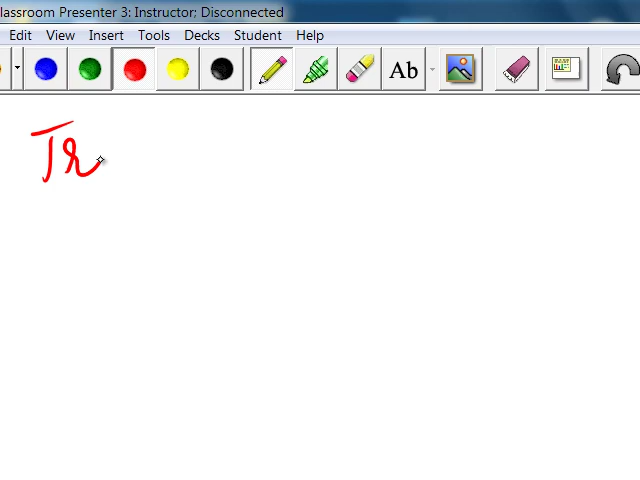 lassroom Presenter 3: Instructor; Disconnected
Edit View Insert Tools Decks Student Help
Ab
Tr